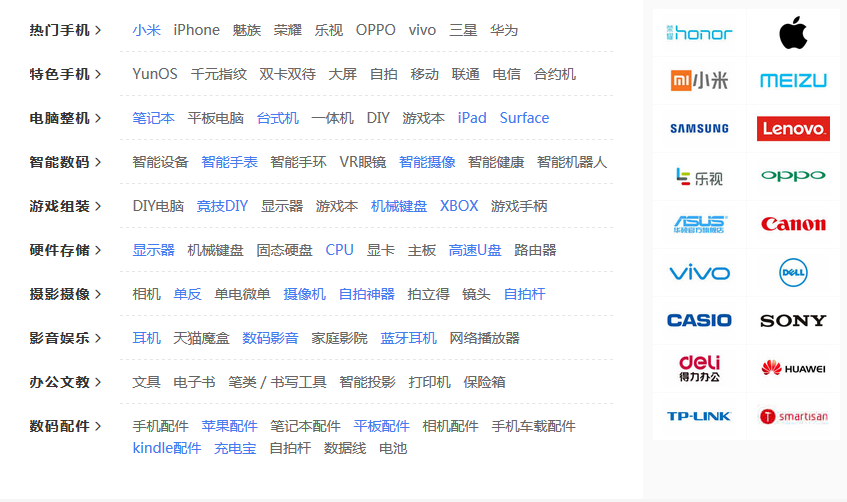 热门手机 > 小米 iPhone 魅族 荣耀 乐视 OPPO vivo 三星 华为
特色手机 > YunOS 千元指纹 双卡双待 大屏 自拍 移动 联通 电信 合约机
电脑整机 > 笔记本 平板电脑 台式机 一体机 DIY 游戏本 iPad Surface
智能数码 > 智能设备 智能手表 智能手环 VR眼镜 智能摄像 智能健康 智能机器人
游戏组装 > DIY电脑 竞技DIY 显示器 游戏本 机械键盘 XBOX 游戏手柄
硬件存储 > 显示器 机械键盘 固态硬盘 CPU 显卡 主板 高速U盘 路由器
摄影摄像 > 相机 单反 单电微单 摄像机 自拍神器 拍立得 镜头 自拍杆
影音娱乐 > 耳机 天猫魔盒 数码影音 家庭影院 蓝牙耳机 网络播放器
办公文教 > 文具 电子书 笔类 / 书写工具 智能投影 打印机 保险箱
数码配件 > 手机配件 苹果配件 笔记本配件 平板配件 相机配件 手机车载配件
kindle配件 充电宝 自拍杆 数据线 电池
荣耀 honor
mi 小米 MEIZU
SAMSUNG Lenovo
乐视 OPPO
ASUS Canon
华硕官方旗舰店
vivo DELL
CASIO SONY
deli HUAWEI
得力办公
TP-LINK T smartisan